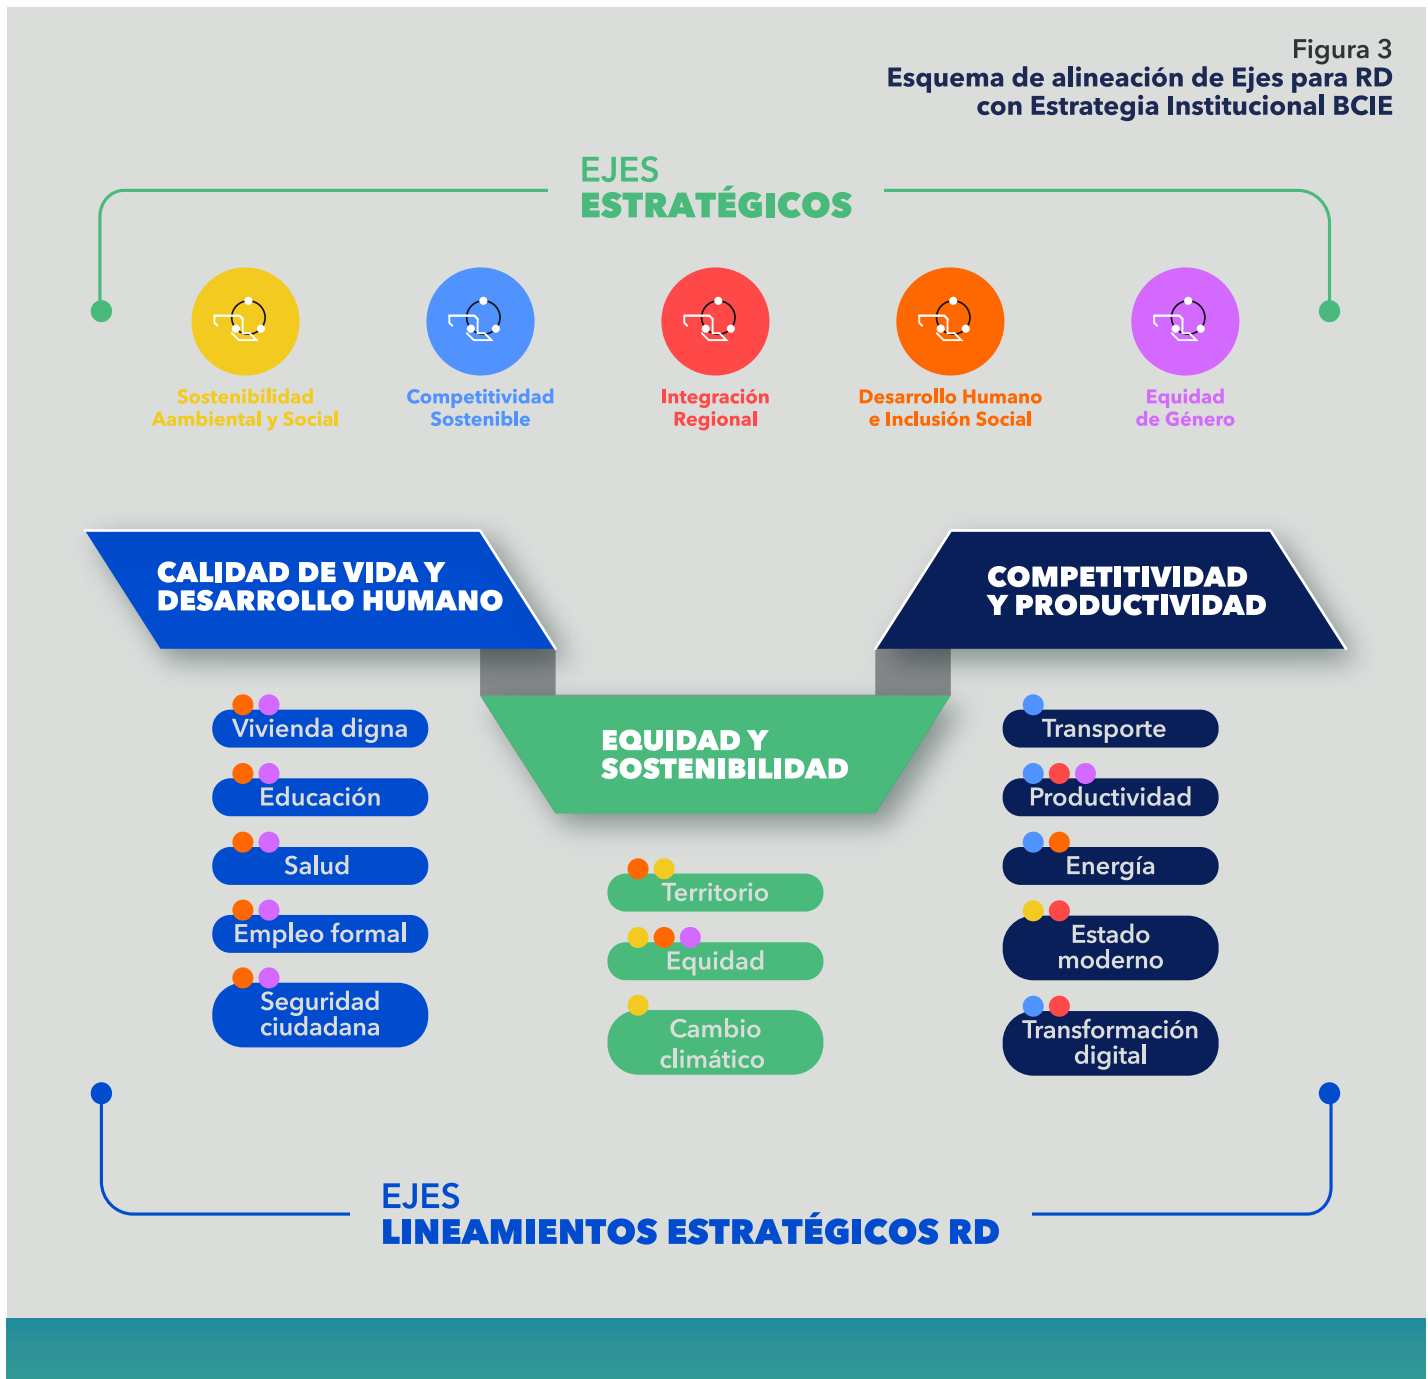 Figura 3
Esquema de alineación de Ejes para RD
con Estrategia Institucional BCIE
EJES
ESTRATÉGICOS
Sostenibilidad
Aambiental y Social
Competitividad
Sostenible
Integración
Regional
Desarrollo Humano
e Inclusión Social
Equidad
de Género
CALIDAD DE VIDA Y
DESARROLLO HUMANO
Vivienda digna
Educación
Salud
Empleo formal
Seguridad
ciudadana
EQUIDAD Y
SOSTENIBILIDAD
Territorio
Equidad
Cambio
climático
COMPETITIVIDAD
Y PRODUCTIVIDAD
Transporte
Productividad
Energía
Estado
moderno
Transformación
digital
EJES
LINEAMIENTOS ESTRATÉGICOS RD